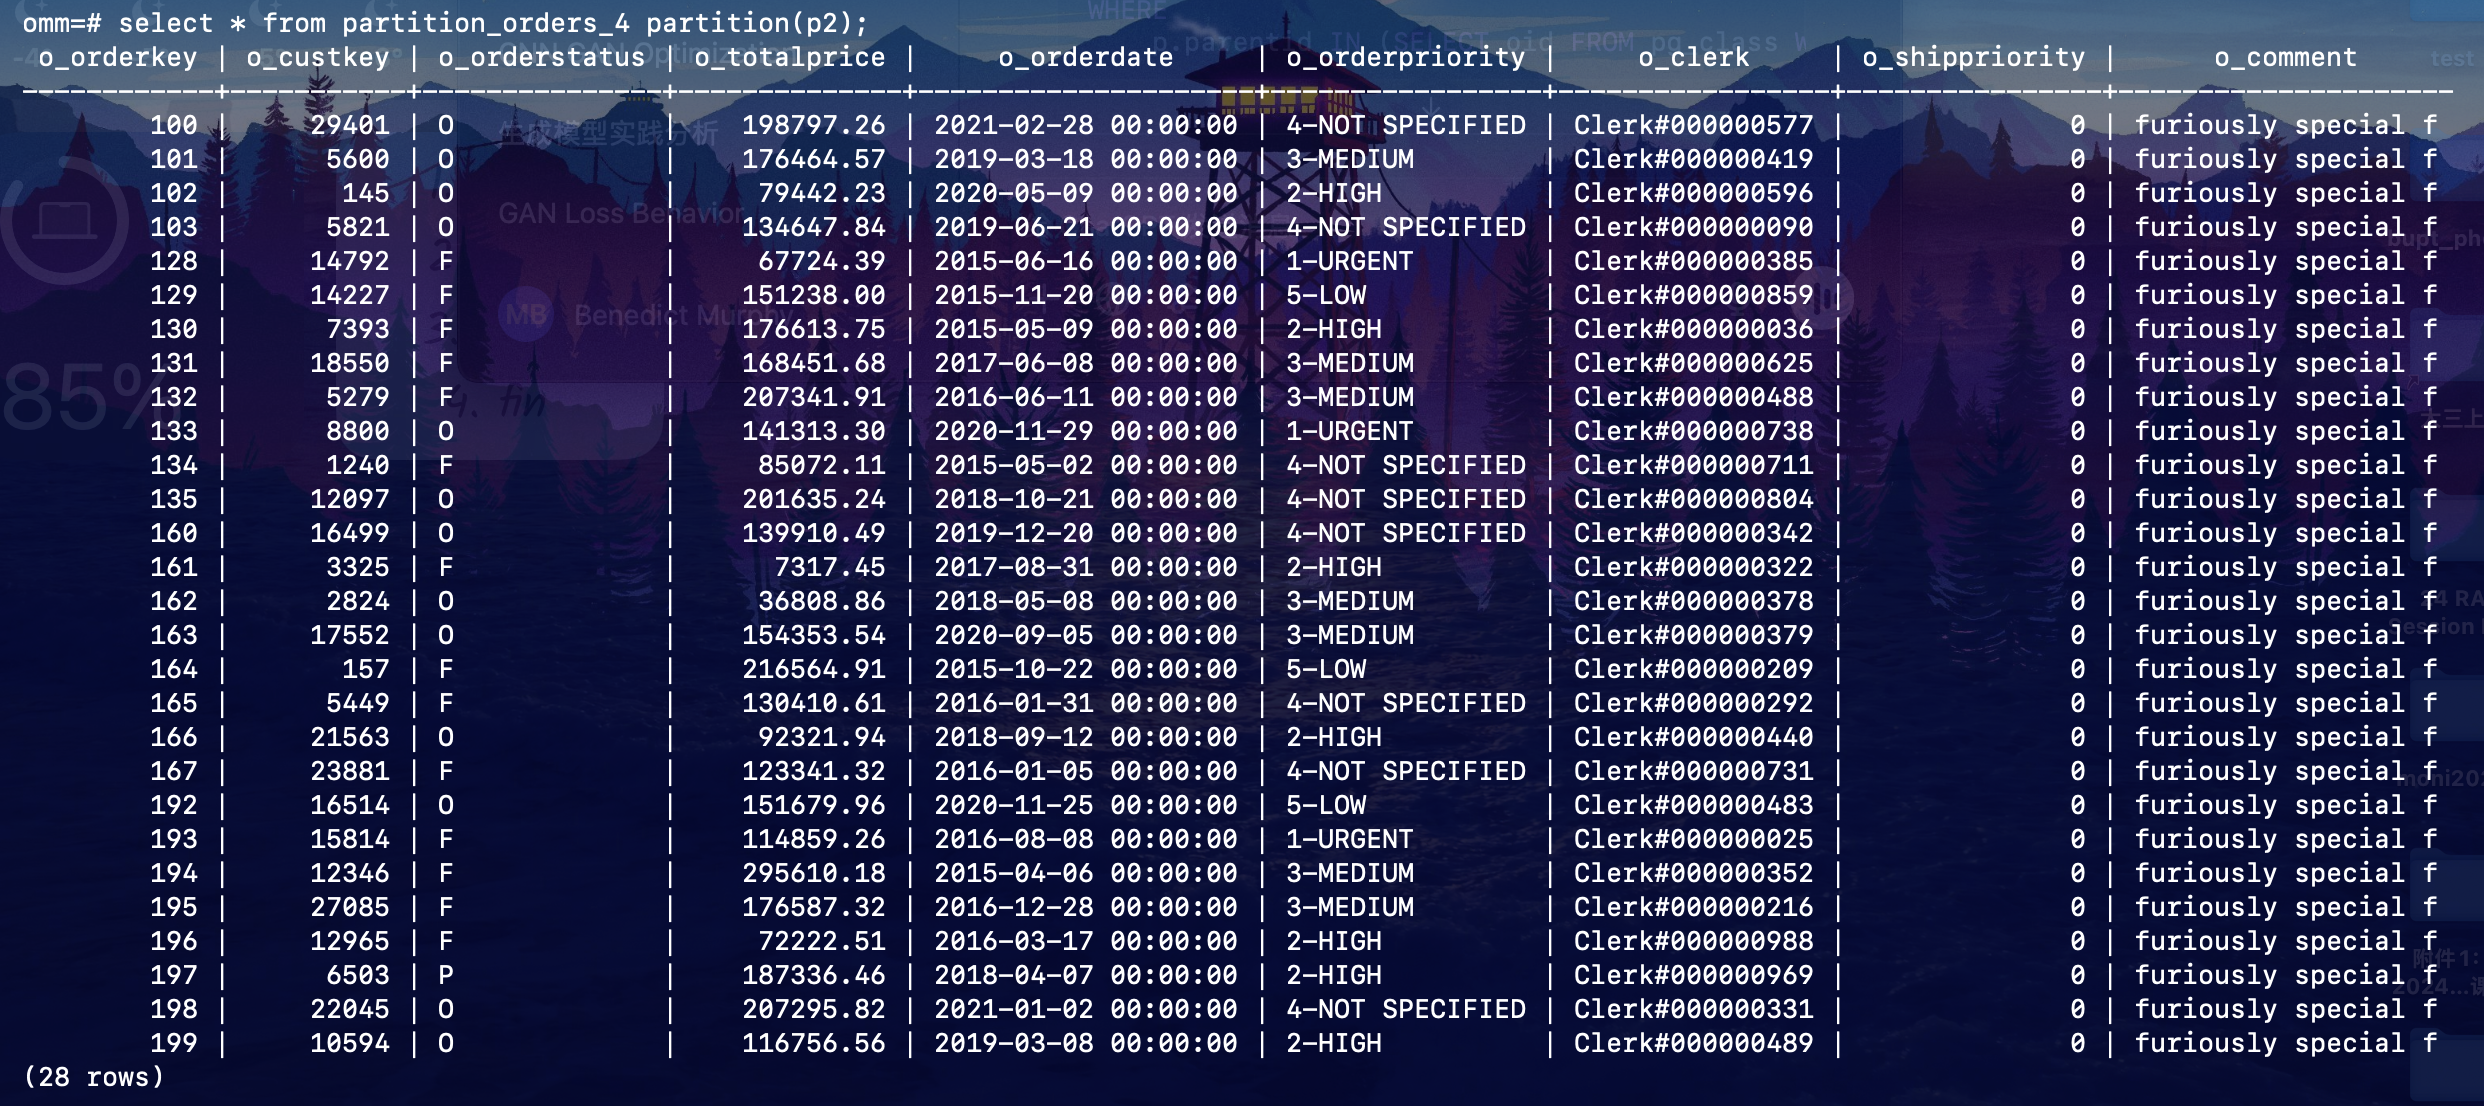 omm=# select * from partition_orders_4 partition(p2);
 o_orderkey | o_custkey | o_orderstatus | o_totalprice |     o_orderdate     | o_orderpriority |     o_clerk     | o_shippriority |      o_comment
------------+-----------+---------------+--------------+---------------------+-----------------+-----------------+----------------+---------------------
        100 |     29401 | O             |    198797.26 | 2021-02-28 00:00:00 | 4-NOT SPECIFIED | Clerk#000000577 |              0 | furiously special f
        101 |      5600 | O             |    176464.57 | 2019-03-18 00:00:00 | 3-MEDIUM        | Clerk#000000419 |              0 | furiously special f
        102 |       145 | O             |     79442.23 | 2020-05-09 00:00:00 | 2-HIGH          | Clerk#000000596 |              0 | furiously special f
        103 |      5821 | O             |    134647.84 | 2019-06-21 00:00:00 | 4-NOT SPECIFIED | Clerk#000000090 |              0 | furiously special f
        128 |     14792 | F             |     67724.39 | 2015-06-16 00:00:00 | 1-URGENT        | Clerk#000000385 |              0 | furiously special f
        129 |     14227 | F             |    151238.00 | 2015-11-20 00:00:00 | 5-LOW           | Clerk#000000859 |              0 | furiously special f
        130 |      7393 | F             |    176613.75 | 2015-05-09 00:00:00 | 2-HIGH          | Clerk#000000036 |              0 | furiously special f
        131 |     18550 | F             |    168451.68 | 2017-06-08 00:00:00 | 3-MEDIUM        | Clerk#000000625 |              0 | furiously special f
        132 |      5279 | F             |    207341.91 | 2016-06-11 00:00:00 | 3-MEDIUM        | Clerk#000000488 |              0 | furiously special f
        133 |      8800 | O             |    141313.30 | 2020-11-29 00:00:00 | 1-URGENT        | Clerk#000000738 |              0 | furiously special f
        134 |      1240 | F             |     85072.11 | 2015-05-02 00:00:00 | 4-NOT SPECIFIED | Clerk#000000711 |              0 | furiously special f
        135 |     12097 | O             |    201635.24 | 2018-10-21 00:00:00 | 4-NOT SPECIFIED | Clerk#000000804 |              0 | furiously special f
        160 |     16499 | O             |    139910.49 | 2019-12-20 00:00:00 | 4-NOT SPECIFIED | Clerk#000000342 |              0 | furiously special f
        161 |      3325 | F             |      7317.45 | 2017-08-31 00:00:00 | 2-HIGH          | Clerk#000000322 |              0 | furiously special f
        162 |      2824 | O             |     36808.86 | 2018-05-08 00:00:00 | 3-MEDIUM        | Clerk#000000378 |              0 | furiously special f
        163 |     17552 | O             |    154353.54 | 2020-09-05 00:00:00 | 3-MEDIUM        | Clerk#000000379 |              0 | furiously special f
        164 |       157 | F             |    216564.91 | 2015-10-22 00:00:00 | 5-LOW           | Clerk#000000209 |              0 | furiously special f
        165 |      5449 | F             |    130410.61 | 2016-01-31 00:00:00 | 4-NOT SPECIFIED | Clerk#000000292 |              0 | furiously special f
        166 |     21563 | O             |     92321.94 | 2018-09-12 00:00:00 | 2-HIGH          | Clerk#000000440 |              0 | furiously special f
        167 |     23881 | F             |    123341.32 | 2016-01-05 00:00:00 | 4-NOT SPECIFIED | Clerk#000000731 |              0 | furiously special f
        192 |     16514 | O             |    151679.96 | 2020-11-25 00:00:00 | 5-LOW           | Clerk#000000483 |              0 | furiously special f
        193 |     15814 | F             |    114859.26 | 2016-08-08 00:00:00 | 1-URGENT        | Clerk#000000025 |              0 | furiously special f
        194 |     12346 | F             |    295610.18 | 2015-04-06 00:00:00 | 3-MEDIUM        | Clerk#000000352 |              0 | furiously special f
        195 |     27085 | F             |    176587.32 | 2016-12-28 00:00:00 | 3-MEDIUM        | Clerk#000000216 |              0 | furiously special f
        196 |     12965 | F             |     72222.51 | 2016-03-17 00:00:00 | 2-HIGH          | Clerk#000000988 |              0 | furiously special f
        197 |      6503 | P             |    187336.46 | 2018-04-07 00:00:00 | 2-HIGH          | Clerk#000000969 |              0 | furiously special f
        198 |     22045 | O             |    207295.82 | 2021-01-02 00:00:00 | 4-NOT SPECIFIED | Clerk#000000331 |              0 | furiously special f
        199 |     10594 | O             |    116756.56 | 2019-03-08 00:00:00 | 2-HIGH          | Clerk#000000489 |              0 | furiously special f
(28 rows)
WHERE
生成模型实践分析
GAN Loss Behavior
MB Benedict Murphy
85%
test